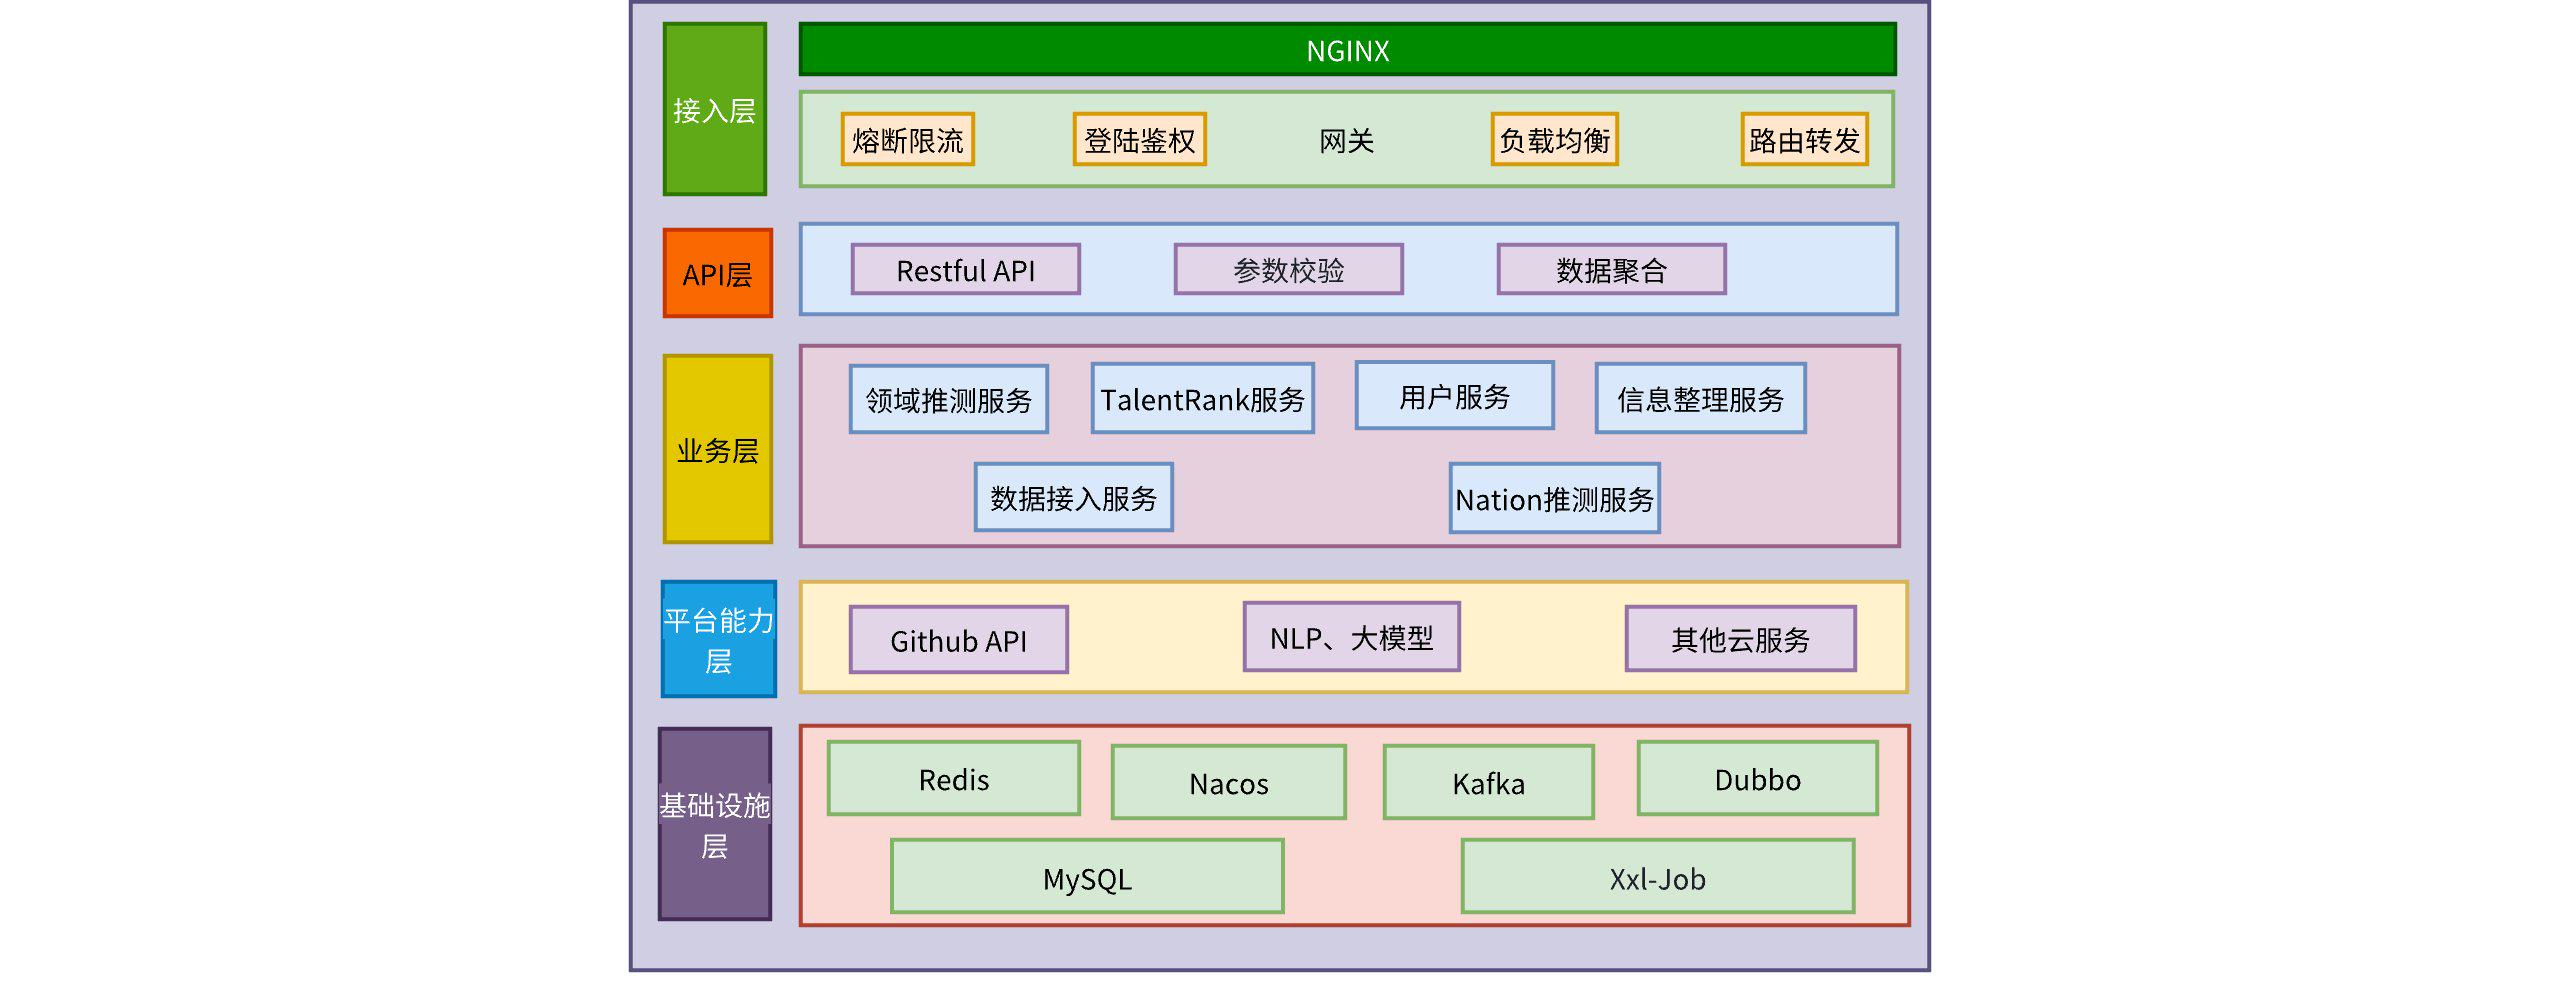 NGINX
接入层
熔断限流
登陆鉴权
网关
负载均衡
路由转发
API层
Restful API
参数校验
数据聚合
业务层
领域推测服务
TalentRank服务
用户服务
信息整理服务
数据接入服务
Nation推测服务
平台能力
层
Github API
NLP、大模型
其他云服务
基础设施
层
Redis
Nacos
Kafka
Dubbo
MySQL
Xxl-Job